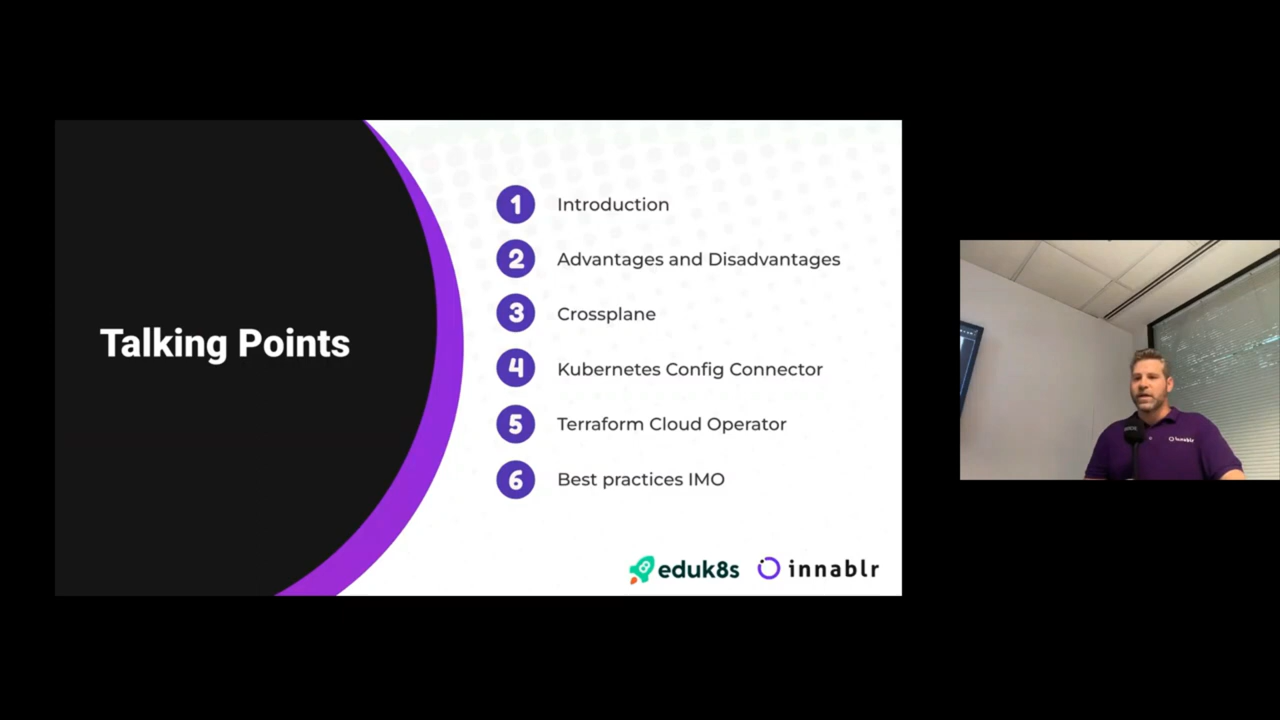 Talking Points
1 Introduction
2 Advantages and Disadvantages
3 Crossplane
4 Kubernetes Config Connector
5 Terraform Cloud Operator
6 Best practices IMO
eduk8s
innablr
innablr